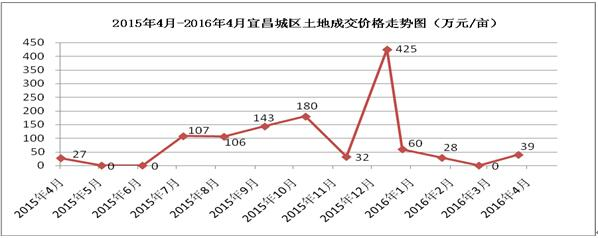 2015年4月-2016年4月宜昌城区土地成交价格走势图（万元/亩）
450
400
350
300
250
200
150
100
50
0
27
0
0
107
106
143
180
32
425
60
28
0
39
2015年4月
2015年5月
2015年6月
2015年7月
2015年8月
2015年9月
2015年10月
2015年11月
2015年12月
2016年1月
2016年2月
2016年3月
2016年4月